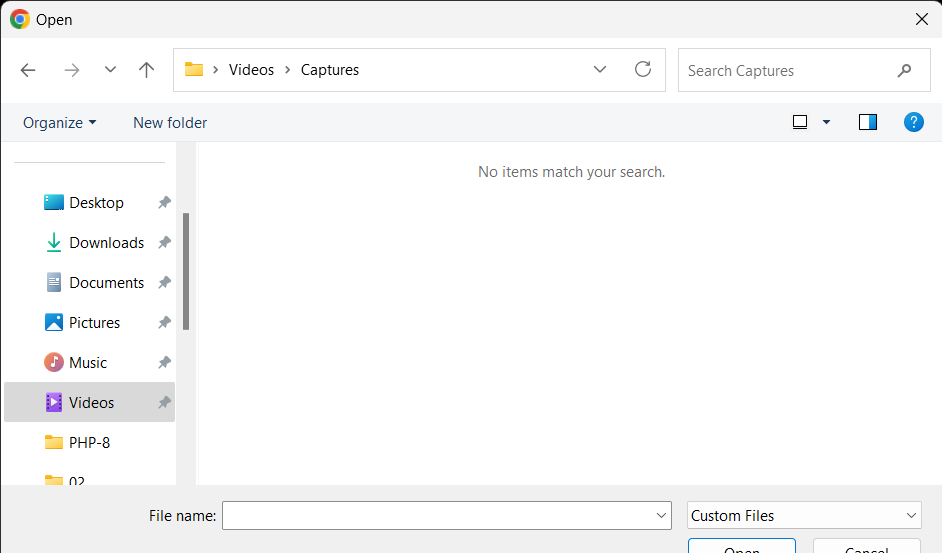 Open
Videos
Captures
Search Captures
Organize
New folder
?
No items match your search.
Desktop
Downloads
Documents
Pictures
Music
Videos
PHP-8
02
File name:
Custom Files
Open
Cancel